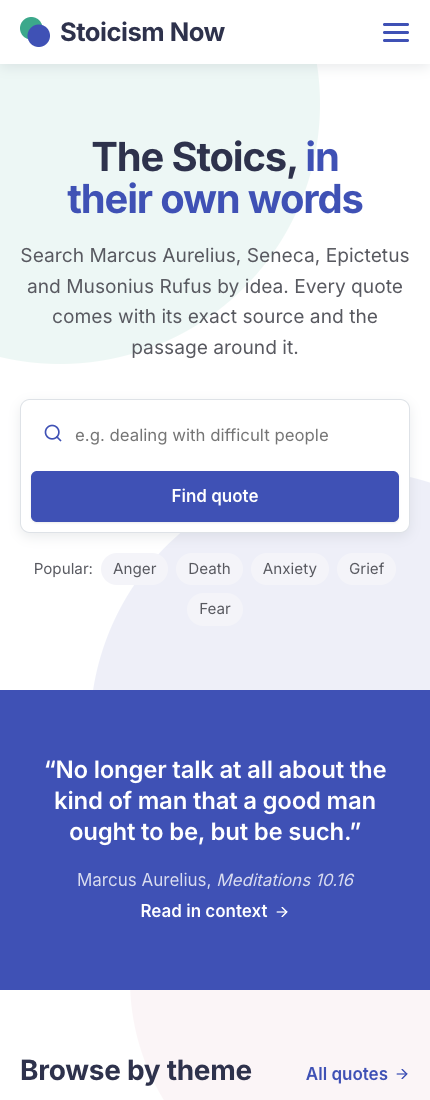 Stoicism Now
The Stoics, in
their own words
Search Marcus Aurelius, Seneca, Epictetus
and Musonius Rufus by idea. Every quote
comes with its exact source and the
passage around it.
e.g. dealing with difficult people
Find quote
Popular: Anger Death Anxiety Grief
Fear
“No longer talk at all about the
kind of man that a good man
ought to be, but be such.”
Marcus Aurelius, Meditations 10.16
Read in context →
Browse by theme All quotes →